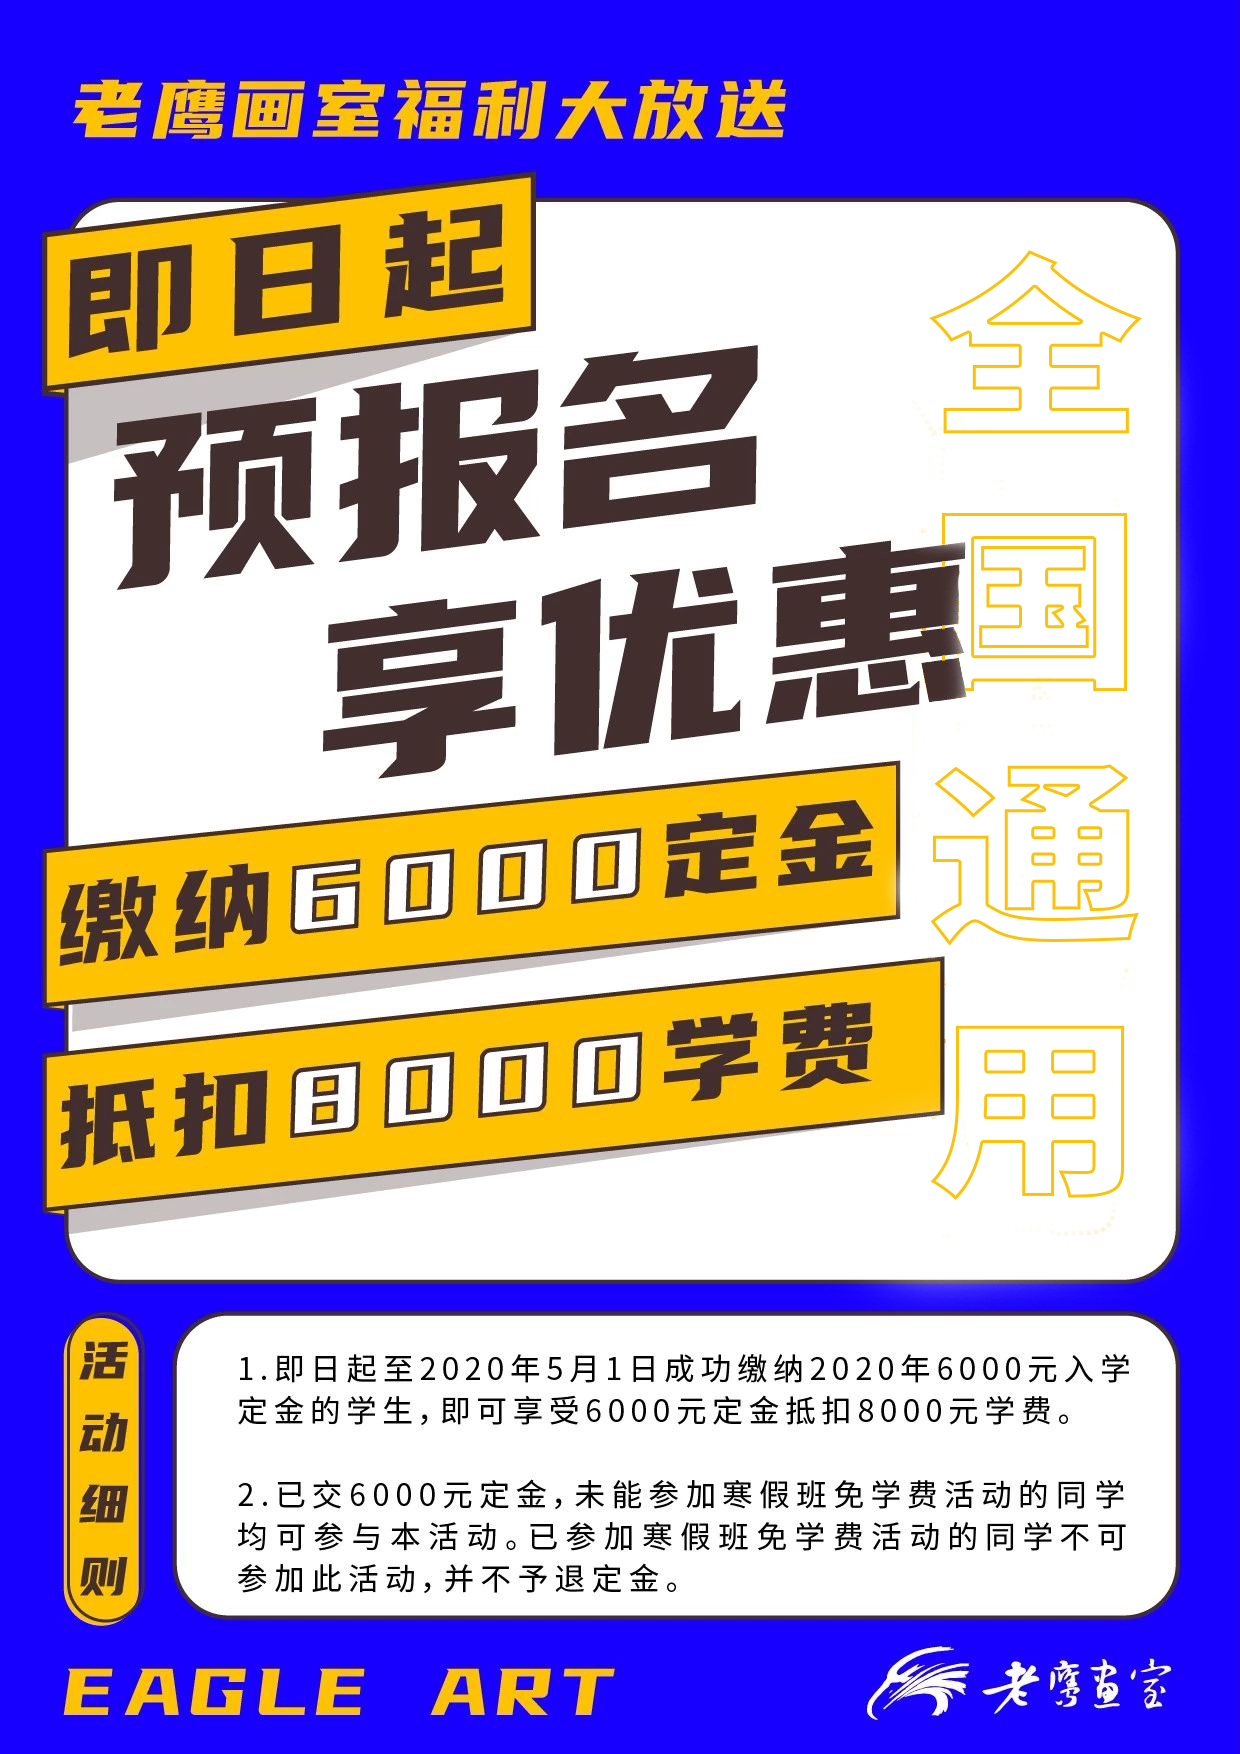 老鹰画室福利大放送
即日起
预报名
享优惠
全国通用
缴纳6000定金
抵扣8000学费
活动细则
1.即日起至2020年5月1日成功缴纳2020年6000元入学
定金的学生,即可享受6000元定金抵扣8000元学费。
2.已交6000元定金,未能参加寒假班免学费活动的同学
均可参与本活动。已参加寒假班免学费活动的同学不可
参加此活动,并不予退定金。
EAGLE ART
老鹰画室